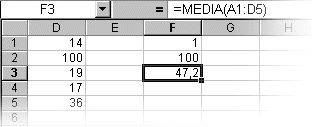 F3 = =MEDIA(A1:D5)
D E F G H
1 14 1
2 100 100
3 19 47,2
4 17
5 36